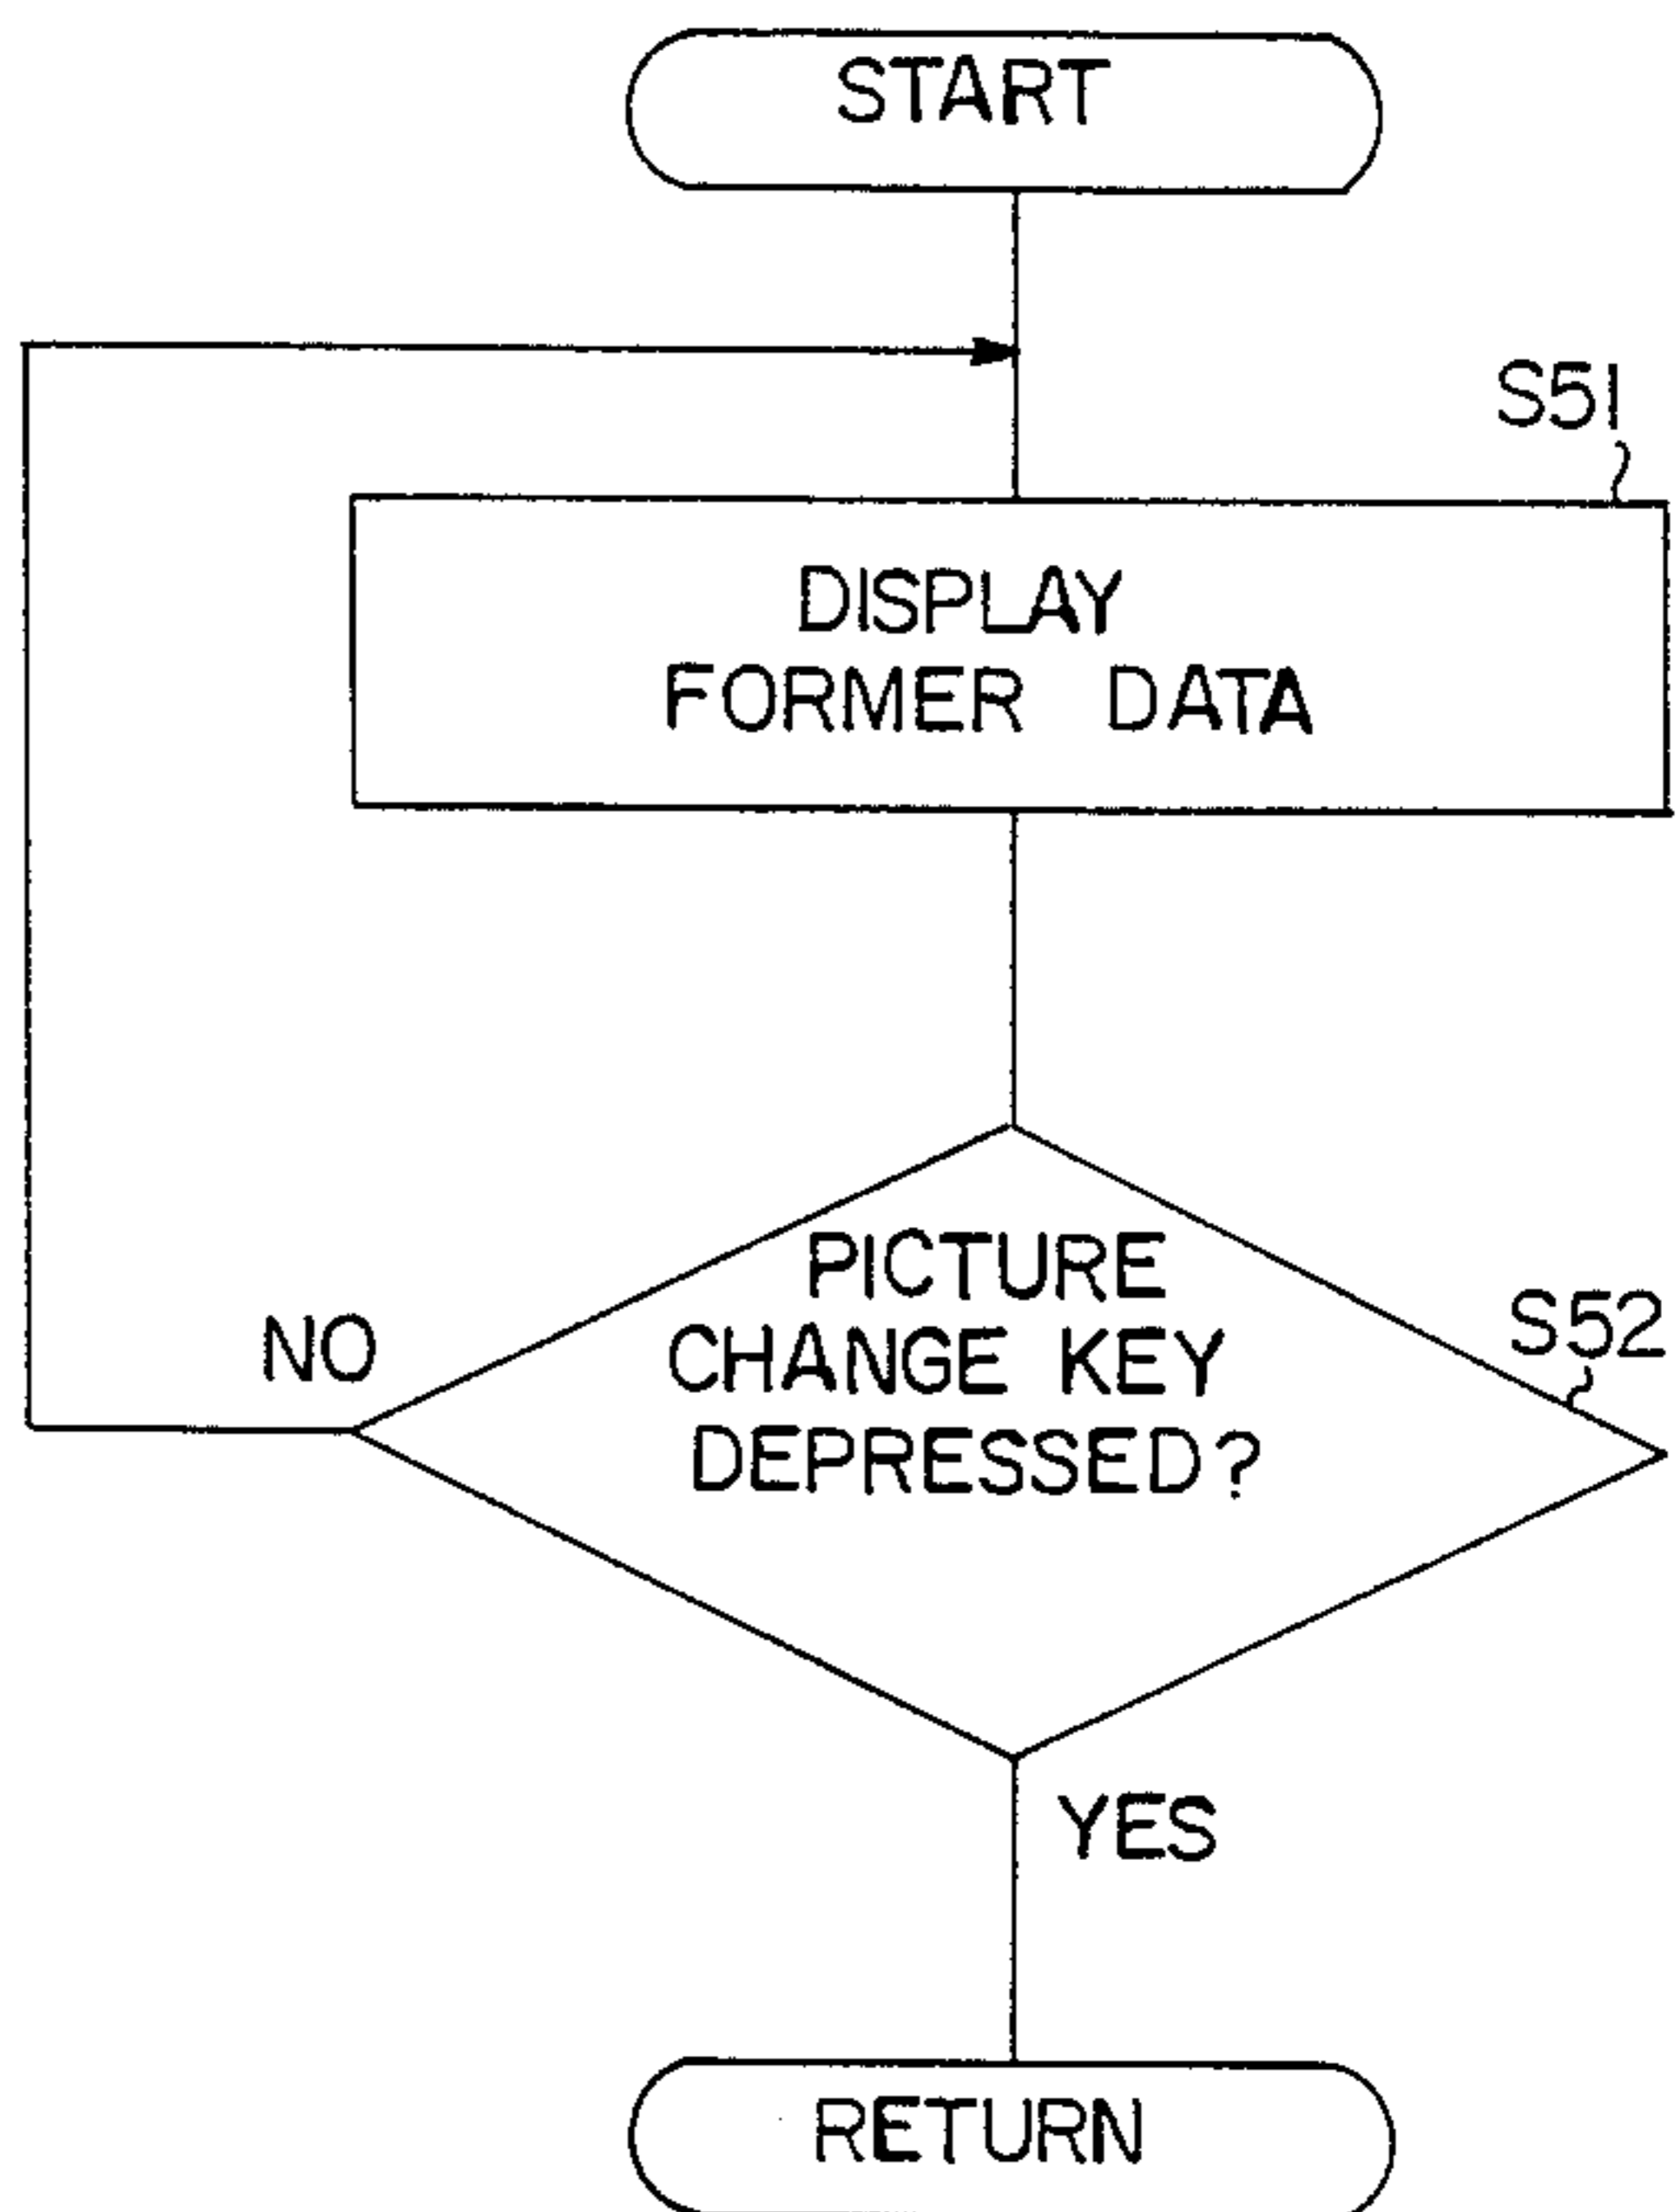 START
S51
DISPLAY
FORMER DATA
PICTURE
CHANGE KEY
DEPRESSED?
S52
NO
YES
RETURN